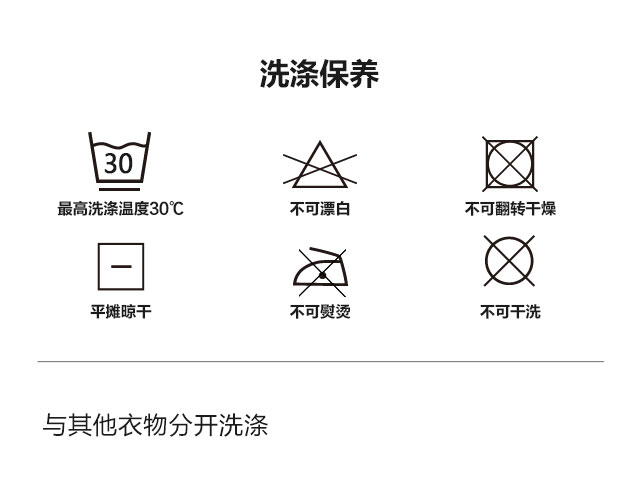 洗涤保养
30
最高洗涤温度30℃
不可漂白
不可翻转干燥
平摊晾干
不可熨烫
不可干洗
与其他衣物分开洗涤